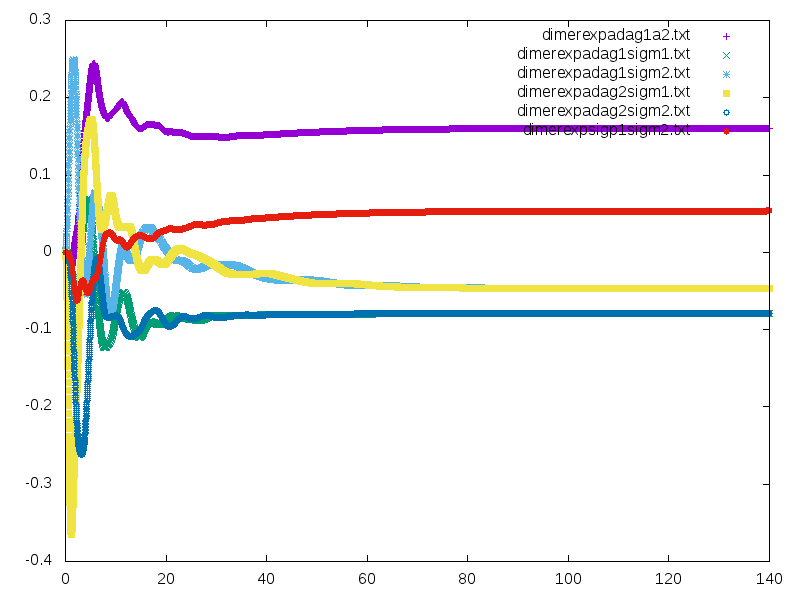 0.3
0.2
0.1
0
-0.1
-0.2
-0.3
-0.4
0 20 40 60 80 100 120 140
dimerexpadag1a2.txt
dimerexpadag1sigm1.txt
dimerexpadag1sigm2.txt
dimerexpadag2sigm1.txt
dimerexpadag2sigm2.txt
dimerexpsigp1sigm2.txt